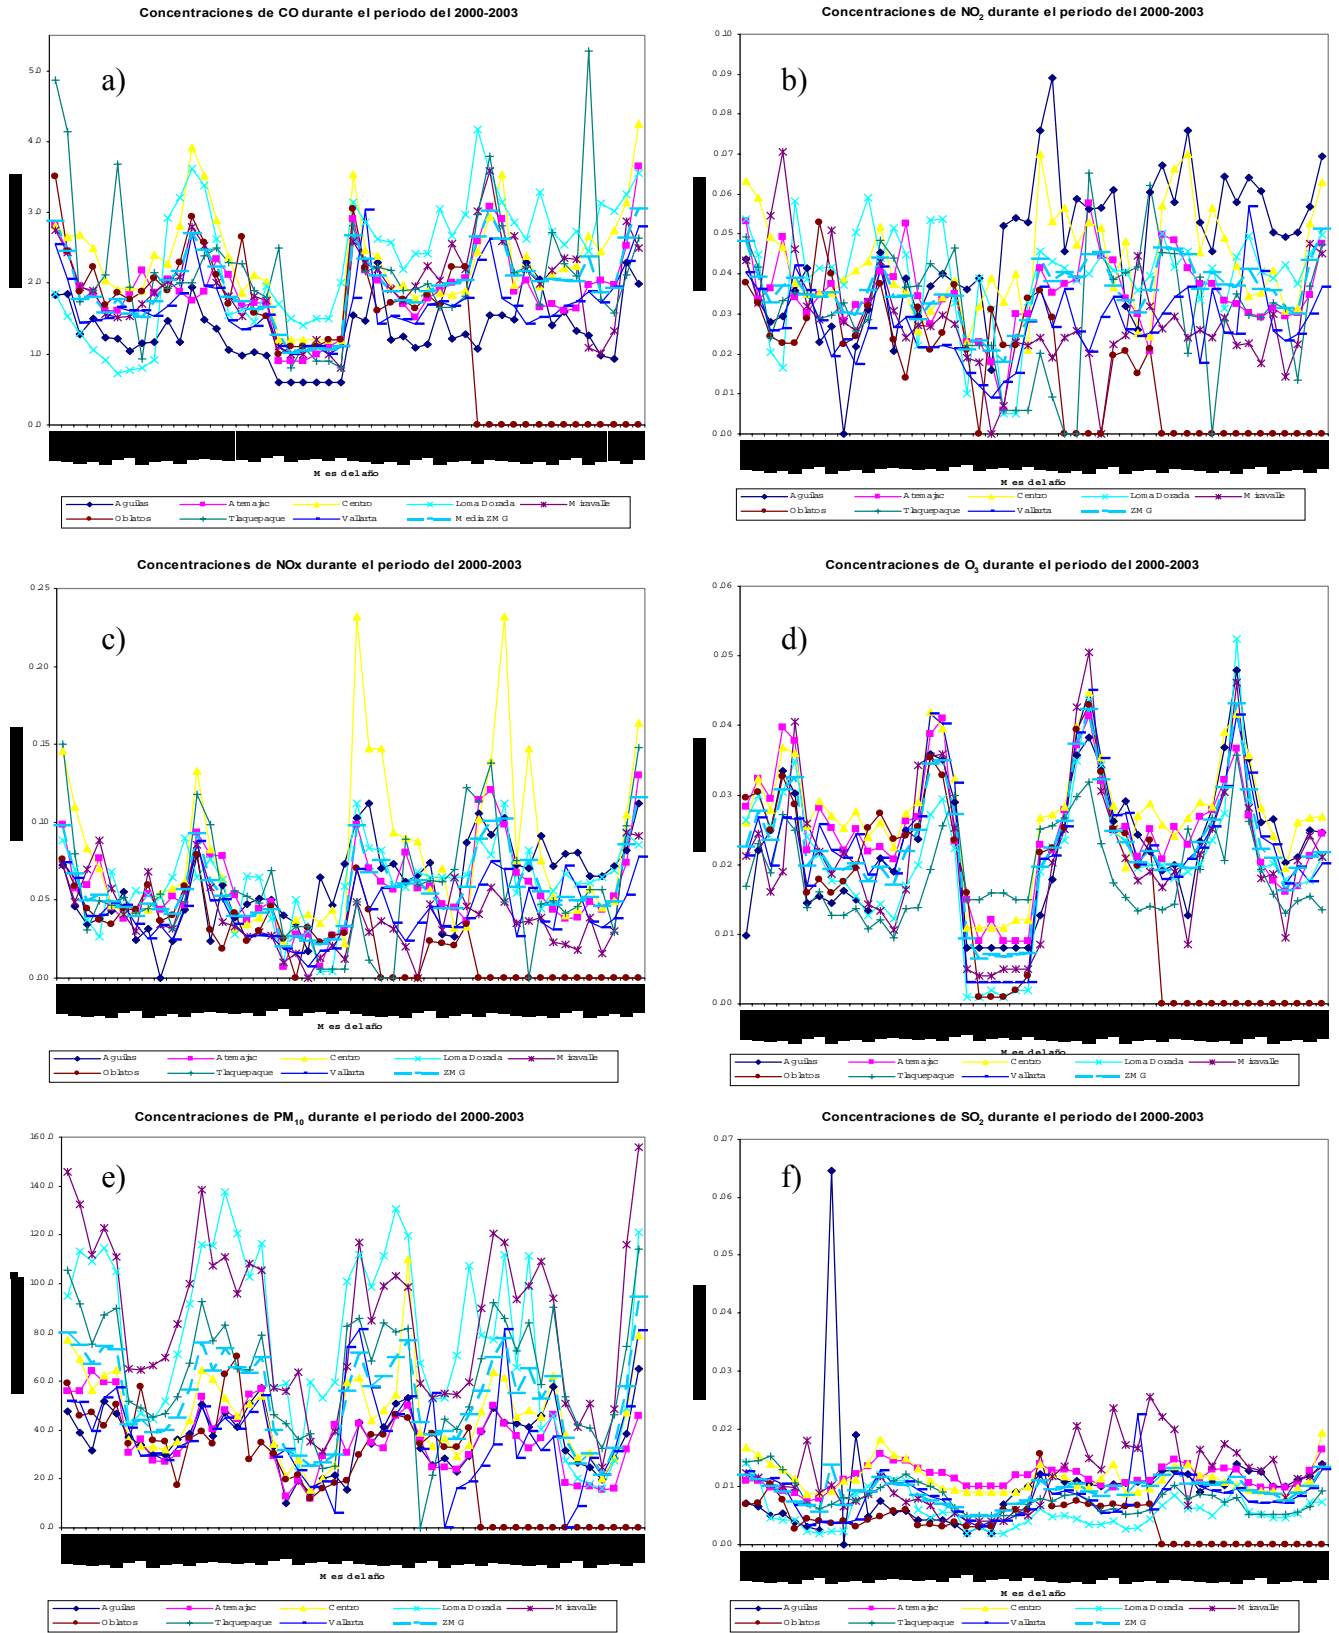 Concentraciones de CO durante el periodo del 2000-2003
a)
5.0
4.0
3.0
2.0
1.0
0.0
Mes del año
Aguilas Atemajac Centro Loma Dorada Miravalle
Oblatos Tlaquepaque Vallarta Media ZMG
Concentraciones de NO2 durante el periodo del 2000-2003
b)
0.10
0.09
0.08
0.07
0.06
0.05
0.04
0.03
0.02
0.01
0.00
Mes del año
Aguilas Atemajac Centro Loma Dorada Miravalle
Oblatos Tlaquepaque Vallarta ZMG
Concentraciones de NOx durante el periodo del 2000-2003
c)
0.25
0.20
0.15
0.10
0.05
0.00
Mes del año
Aguilas Atemajac Centro Loma Dorada Miravalle
Oblatos Tlaquepaque Vallarta ZMG
Concentraciones de O3 durante el periodo del 2000-2003
d)
0.06
0.05
0.04
0.03
0.02
0.01
0.00
Mes del año
Aguilas Atemajac Centro Loma Dorada Miravalle
Oblatos Tlaquepaque Vallarta ZMG
Concentraciones de PM10 durante el periodo del 2000-2003
e)
160.0
140.0
120.0
100.0
80.0
60.0
40.0
20.0
0.0
Mes del año
Aguilas Atemajac Centro Loma Dorada Miravalle
Oblatos Tlaquepaque Vallarta ZMG
Concentraciones de SO2 durante el periodo del 2000-2003
f)
0.07
0.06
0.05
0.04
0.03
0.02
0.01
0.00
Mes del año
Aguilas Atemajac Centro Loma Dorada Miravalle
Oblatos Tlaquepaque Vallarta ZMG